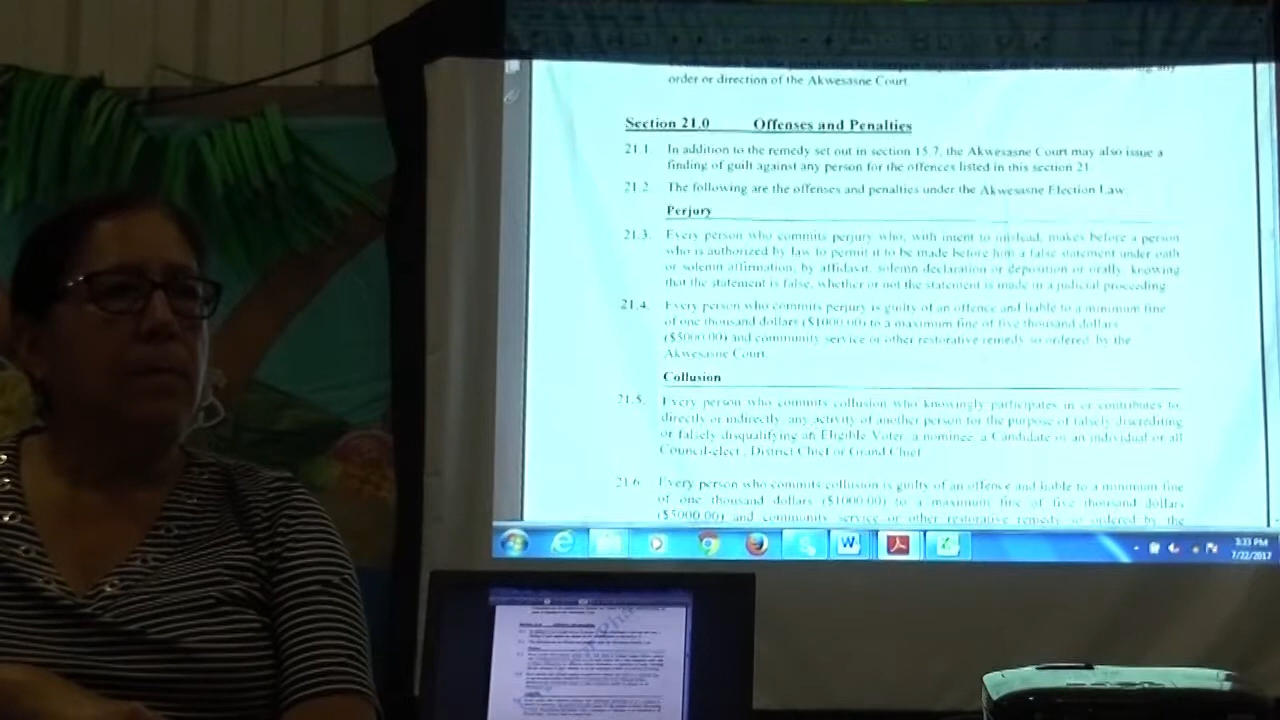 order or direction of the Akwesasne Court.
Section 21.0 Offenses and Penalties
21.1. In addition to the remedy set out in section 15.7, the Akwesasne Court may also issue a
finding of guilt against any person for the offences listed in this section 21.
21.2. The following are the offenses and penalties under the Akwesasne Election Law:
Perjury
21.3. Every person who commits perjury who, with intent to mislead, makes before a person
who is authorized by law to permit it to be made before him a false statement under oath
or solemn affirmation, by affidavit, solemn declaration or deposition or orally, knowing
that the statement is false, whether or not the statement is made in a judicial proceeding.
21.4. Every person who commits perjury is guilty of an offence and liable to a minimum fine
of one thousand dollars ($1000.00) to a maximum fine of five thousand dollars
($5000.00) and community service or other restorative remedy so ordered by the
Akwesasne Court.
Collusion
21.5. Every person who commits collusion who knowingly participates in or contributes to,
directly or indirectly, any activity of another person for the purpose of falsely discrediting
or falsely disqualifying an Eligible Voter, a nominee, a Candidate or an individual or all
Council-elect, District Chief or Grand Chief.
21.6. Every person who commits collusion is guilty of an offence and liable to a minimum fine
of one thousand dollars ($1000.00) to a maximum fine of five thousand dollars
($5000.00) and community service or other restorative remedy so ordered by the
3:33 PM
7/22/2017